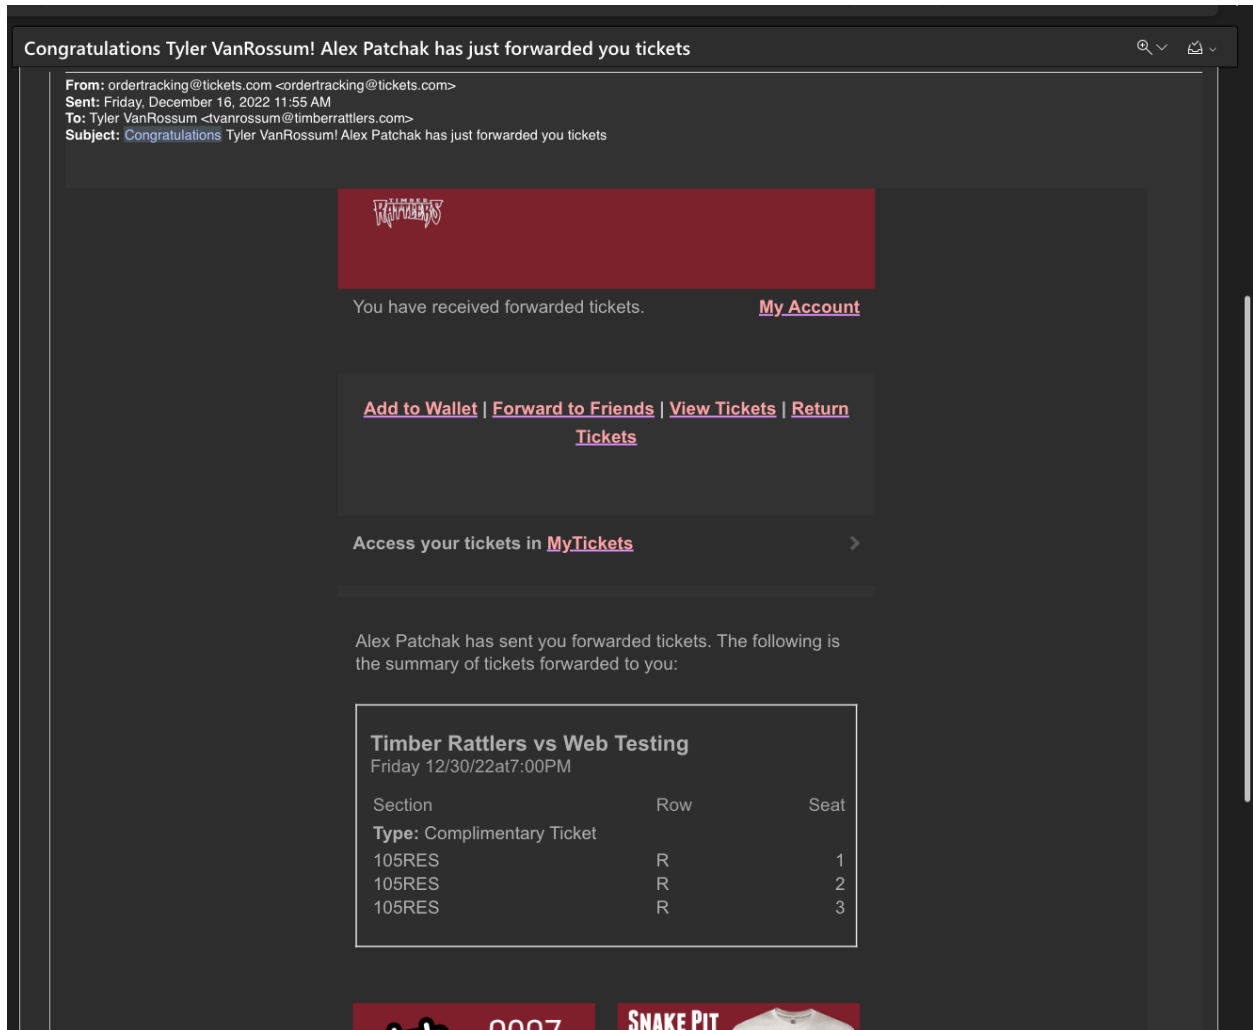 Congratulations Tyler VanRossum! Alex Patchak has just forwarded you tickets
From: ordertracking@tickets.com <ordertracking@tickets.com>
Sent: Friday, December 16, 2022 11:55 AM
To: Tyler VanRossum <tvanrossum@timberrattlers.com>
Subject: Congratulations Tyler VanRossum! Alex Patchak has just forwarded you tickets
TIMBER
RATTLERS
You have received forwarded tickets. My Account
Add to Wallet | Forward to Friends | View Tickets | Return
Tickets
Access your tickets in MyTickets
Alex Patchak has sent you forwarded tickets. The following is
the summary of tickets forwarded to you:
Timber Rattlers vs Web Testing
Friday 12/30/22at7:00PM
Section Row Seat
Type: Complimentary Ticket
105RES R 1
105RES R 2
105RES R 3
SNAKE PIT